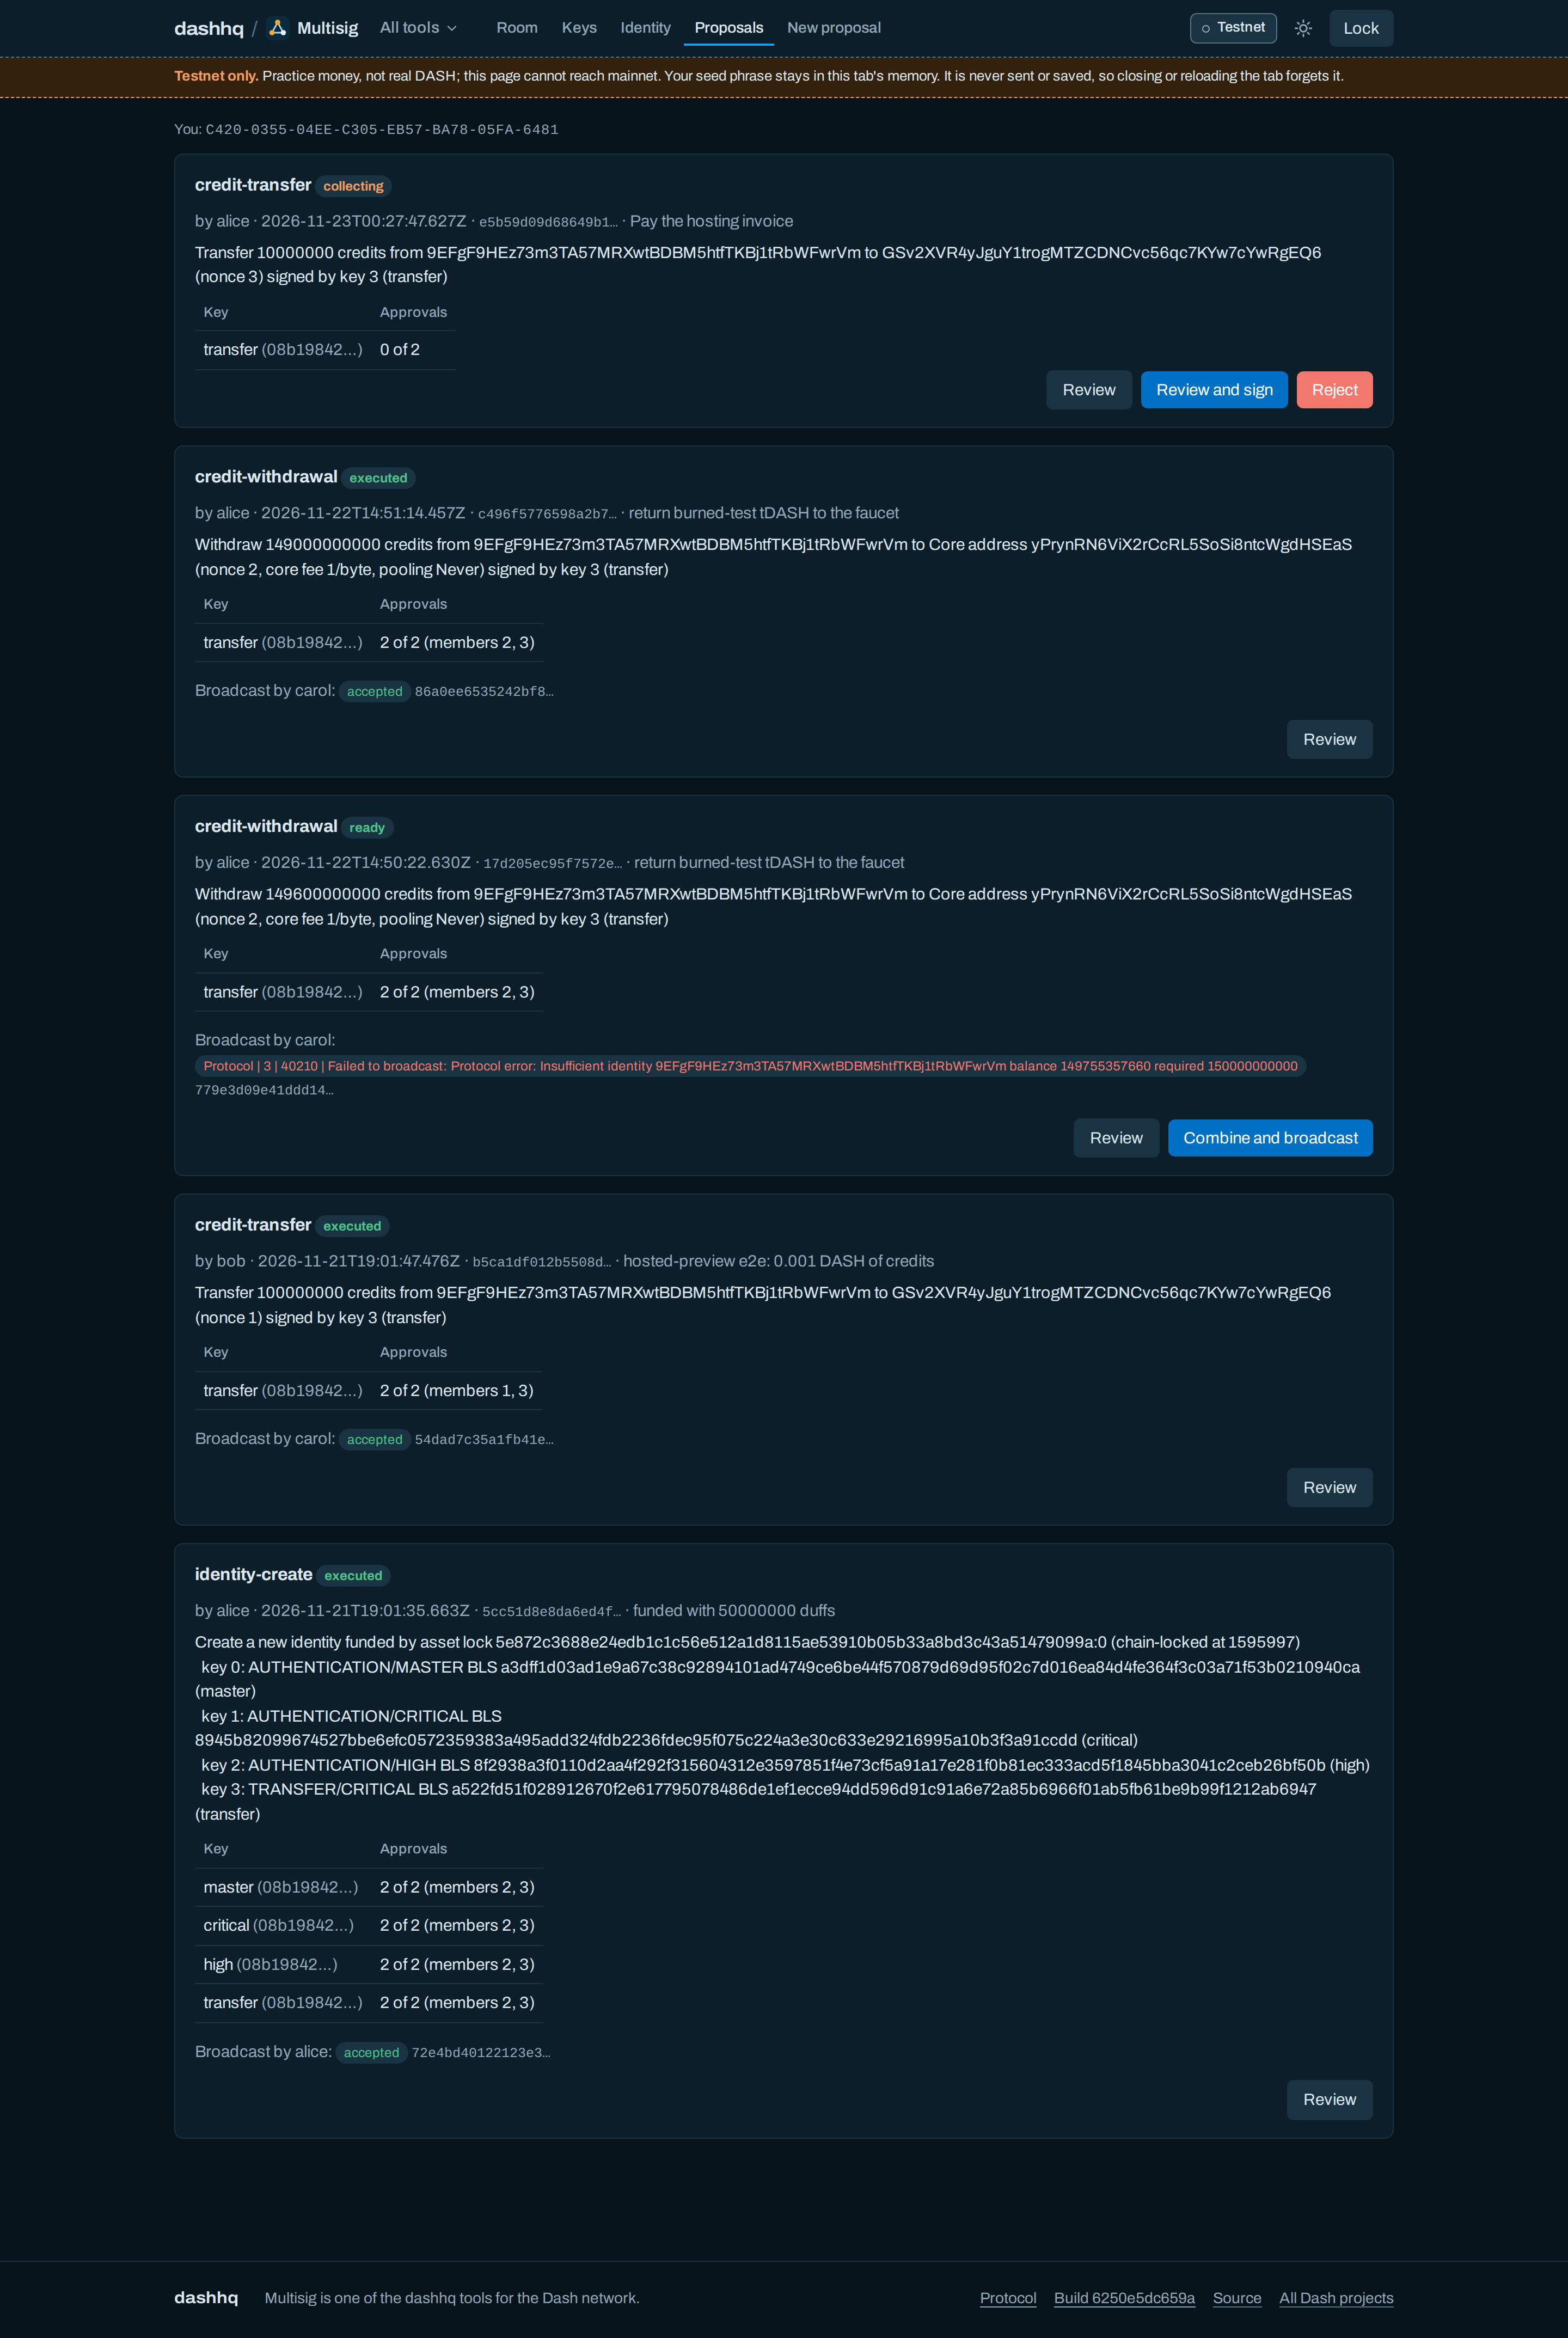 dashhq / Multisig All tools Room Keys Identity Proposals New proposal Testnet Lock
Testnet only. Practice money, not real DASH; this page cannot reach mainnet. Your seed phrase stays in this tab's memory. It is never sent or saved, so closing or reloading the tab forgets it.
You: C420-0355-04EE-C305-EB57-BA78-05FA-6481
credit-transfer collecting
by alice · 2026-11-23T00:27:47.627Z · e5b59d09d68649b1… · Pay the hosting invoice
Transfer 10000000 credits from 9EFgF9HEz73m3TA57MRXwtBDBM5htfTKBj1tRbWFwrVm to GSv2XVR4yJguY1trogMTZCDNCvc56qc7KYw7cYwRgEQ6
(nonce 3) signed by key 3 (transfer)
Key Approvals
transfer (08b19842…) 0 of 2
Review Review and sign Reject
credit-withdrawal executed
by alice · 2026-11-22T14:51:14.457Z · c496f5776598a2b7… · return burned-test tDASH to the faucet
Withdraw 149000000000 credits from 9EFgF9HEz73m3TA57MRXwtBDBM5htfTKBj1tRbWFwrVm to Core address yPrynRN6ViX2rCcRL5SoSi8ntcWgdHSEaS
(nonce 2, core fee 1/byte, pooling Never) signed by key 3 (transfer)
Key Approvals
transfer (08b19842…) 2 of 2 (members 2, 3)
Broadcast by carol: accepted 86a0ee6535242bf8…
Review
credit-withdrawal ready
by alice · 2026-11-22T14:50:22.630Z · 17d205ec95f7572e… · return burned-test tDASH to the faucet
Withdraw 149600000000 credits from 9EFgF9HEz73m3TA57MRXwtBDBM5htfTKBj1tRbWFwrVm to Core address yPrynRN6ViX2rCcRL5SoSi8ntcWgdHSEaS
(nonce 2, core fee 1/byte, pooling Never) signed by key 3 (transfer)
Key Approvals
transfer (08b19842…) 2 of 2 (members 2, 3)
Broadcast by carol:
Protocol | 3 | 40210 | Failed to broadcast: Protocol error: Insufficient identity 9EFgF9HEz73m3TA57MRXwtBDBM5htfTKBj1tRbWFwrVm balance 149755357660 required 150000000000
779e3d09e41ddd14…
Review Combine and broadcast
credit-transfer executed
by bob · 2026-11-21T19:01:47.476Z · b5ca1df012b5508d… · hosted-preview e2e: 0.001 DASH of credits
Transfer 100000000 credits from 9EFgF9HEz73m3TA57MRXwtBDBM5htfTKBj1tRbWFwrVm to GSv2XVR4yJguY1trogMTZCDNCvc56qc7KYw7cYwRgEQ6
(nonce 1) signed by key 3 (transfer)
Key Approvals
transfer (08b19842…) 2 of 2 (members 1, 3)
Broadcast by carol: accepted 54dad7c35a1fb41e…
Review
identity-create executed
by alice · 2026-11-21T19:01:35.663Z · 5cc51d8e8da6ed4f… · funded with 50000000 duffs
Create a new identity funded by asset lock 5e872c3688e24edb1c1c56e512a1d8115ae53910b05b33a8bd3c43a51479099a:0 (chain-locked at 1595997)
key 0: AUTHENTICATION/MASTER BLS a3dff1d03ad1e9a67c38c92894101ad4749ce6be44f570879d69d95f02c7d016ea84d4fe364f3c03a71f53b0210940ca
(master)
key 1: AUTHENTICATION/CRITICAL BLS
8945b82099674527bbe6efc0572359383a495add324fdb2236fdec95f075c224a3e30c633e29216995a10b3f3a91ccdd (critical)
key 2: AUTHENTICATION/HIGH BLS 8f2938a3f0110d2aa4f292f315604312e3597851f4e73cf5a91a17e281f0b81ec333acd5f1845bba3041c2ceb26bf50b (high)
key 3: TRANSFER/CRITICAL BLS a522fd51f028912670f2e617795078486de1ef1ecce94dd596d91c91a6e72a85b6966f01ab5fb61be9b99f1212ab6947
(transfer)
Key Approvals
master (08b19842…) 2 of 2 (members 2, 3)
critical (08b19842…) 2 of 2 (members 2, 3)
high (08b19842…) 2 of 2 (members 2, 3)
transfer (08b19842…) 2 of 2 (members 2, 3)
Broadcast by alice: accepted 72e4bd40122123e3…
Review
dashhq Multisig is one of the dashhq tools for the Dash network. Protocol Build 6250e5dc659a Source All Dash projects